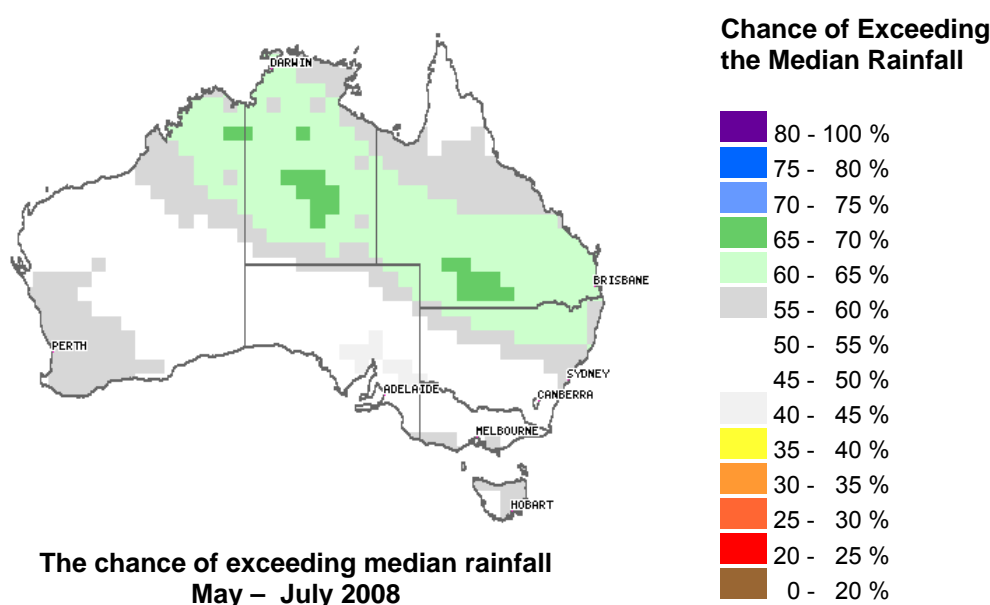 Chance of Exceeding
the Median Rainfall
80 - 100 %
75 - 80 %
70 - 75 %
65 - 70 %
60 - 65 %
55 - 60 %
50 - 55 %
45 - 50 %
40 - 45 %
35 - 40 %
30 - 35 %
25 - 30 %
20 - 25 %
0 - 20 %
DARWIN
BRISBANE
PERTH
SYDNEY
ADELAIDE
CANBERRA
MELBOURNE
HOBART
The chance of exceeding median rainfall
May – July 2008